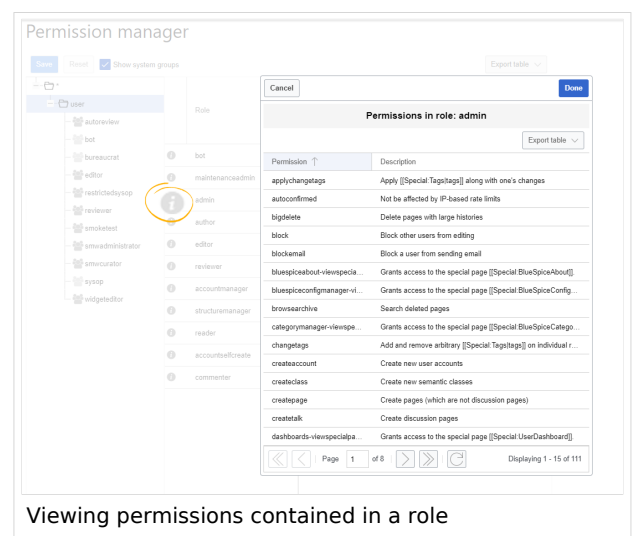 Permission manager
Save Reset Show system groups Export table
*
user
autoreview
bot
bureaucrat
editor
restrictedsysop
reviewer
smoketest
smwadministrator
smwcurator
sysop
widgeteditor
Role
bot
maintenanceadmin
admin
author
editor
reviewer
accountmanager
structuremanager
reader
accountselfcreate
commenter
Cancel Done
Permissions in role: admin
Export table
Permission ↑ Description
applychangetags Apply [[Special:Tags|tags]] along with one's changes
autoconfirmed Not be affected by IP-based rate limits
bigdelete Delete pages with large histories
block Block other users from editing
blockemail Block a user from sending email
bluespiceabout-viewspecia... Grants access to the special page [[Special:BlueSpiceAbout]].
bluespiceconfigmanager-vi... Grants access to the special page [[Special:BlueSpiceConfig...
browsearchive Search deleted pages
categorymanager-viewspe... Grants access to the special page [[Special:BlueSpiceCatego...
changetags Add and remove arbitrary [[Special:Tags|tags]] on individual r...
createaccount Create new user accounts
createclass Create new semantic classes
createpage Create pages (which are not discussion pages)
createtalk Create discussion pages
dashboards-viewspecialpa... Grants access to the special page [[Special:UserDashboard]].
Page 1 of 8 Displaying 1 - 15 of 111
Viewing permissions contained in a role